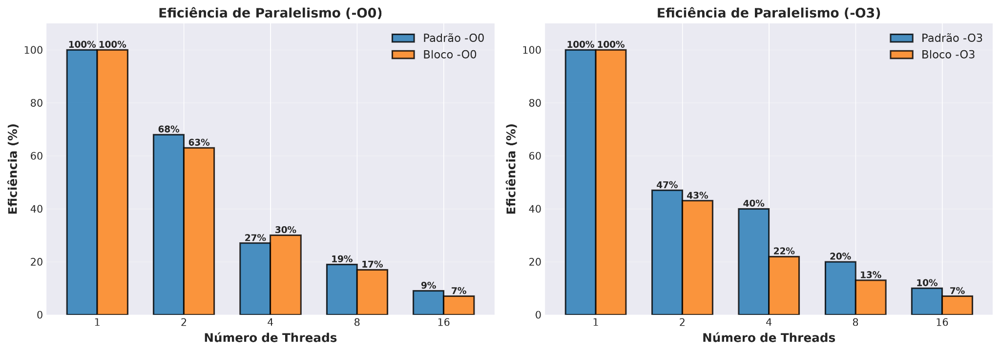 Eficiência de Paralelismo (-O0)
Padrão -O0
Bloco -O0
100% 100%
68%
63%
27%
30%
19%
17%
9%
7%
100
80
60
40
20
0
Eficiência (%)
1 2 4 8 16
Número de Threads
Eficiência de Paralelismo (-O3)
Padrão -O3
Bloco -O3
100% 100%
47%
43%
40%
22%
20%
13%
10%
7%
100
80
60
40
20
0
Eficiência (%)
1 2 4 8 16
Número de Threads